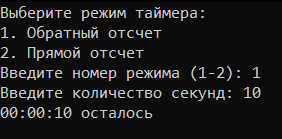 Выберите режим таймера:
1. Обратный отсчет
2. Прямой отсчет
Введите номер режима (1-2): 1
Введите количество секунд: 10
00:00:10 осталось